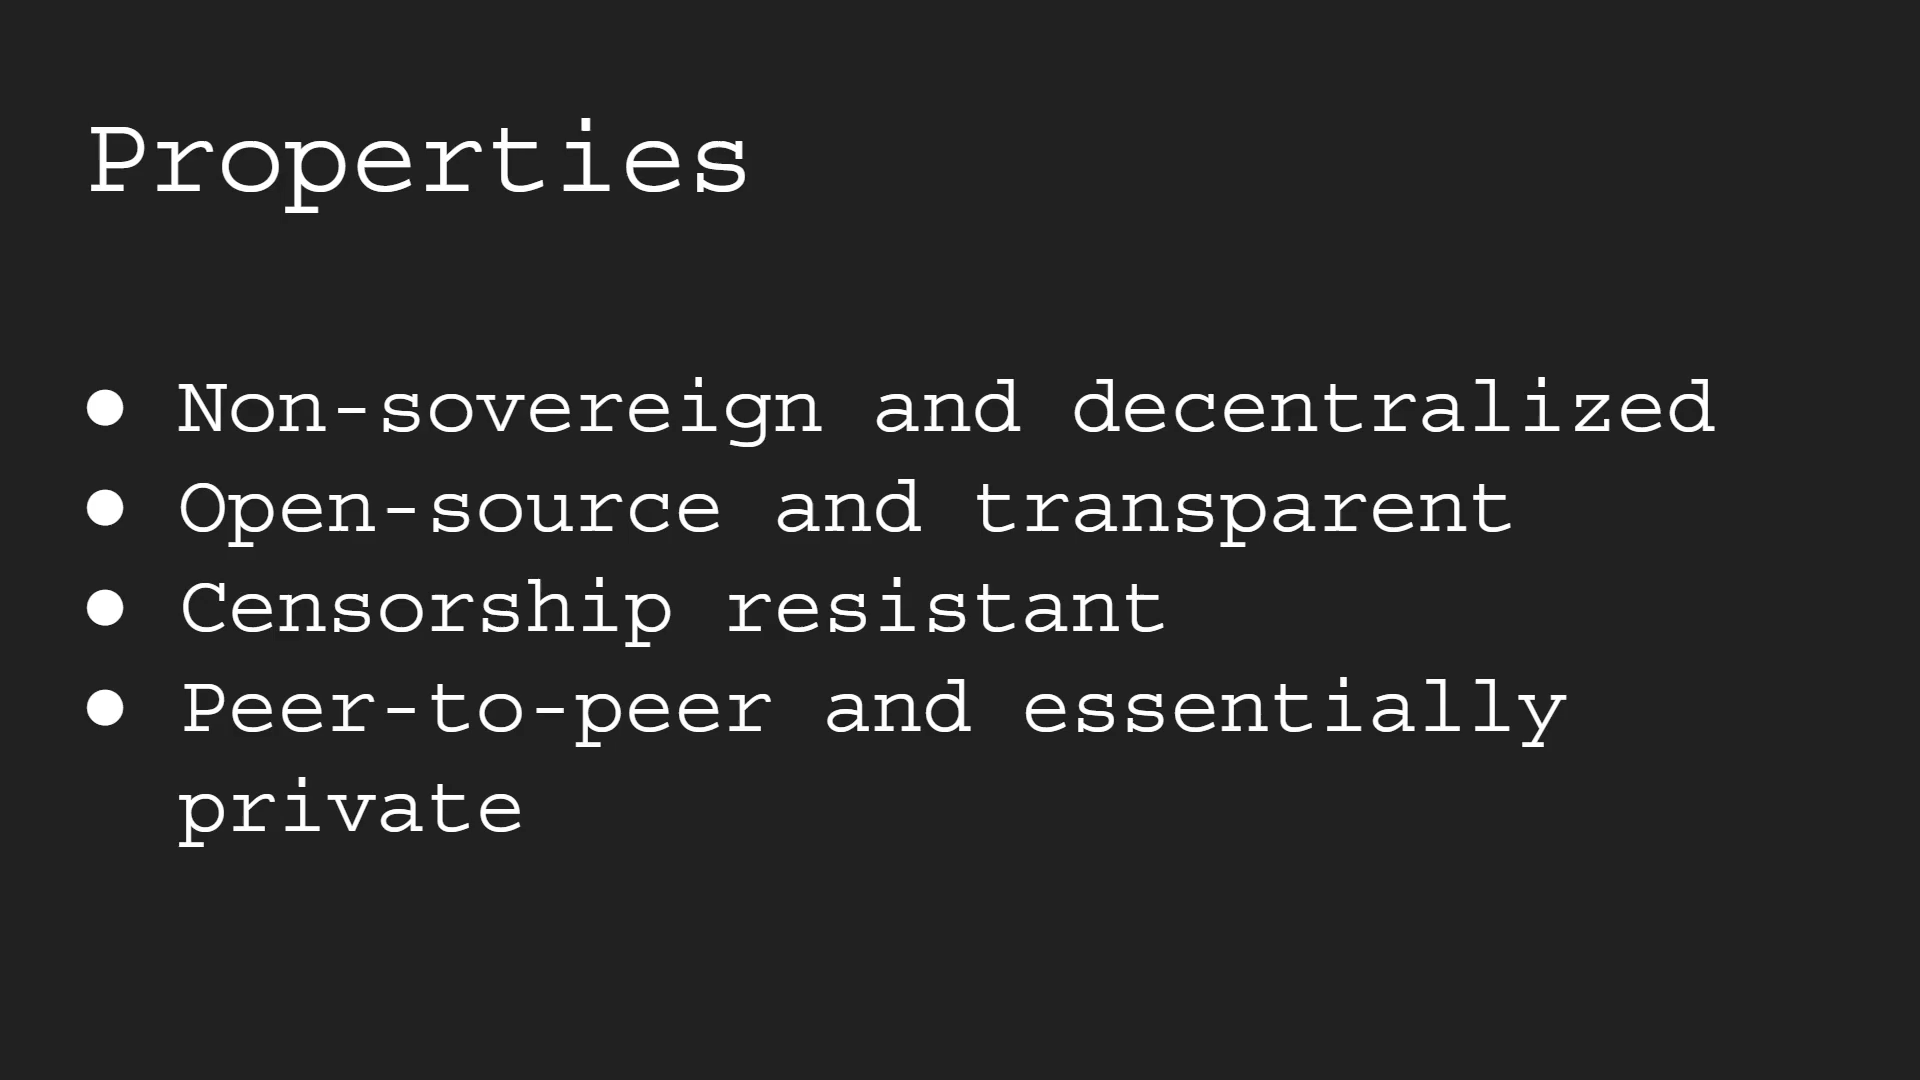 Properties
● Non-sovereign and decentralized
● Open-source and transparent
● Censorship resistant
● Peer-to-peer and essentially
private